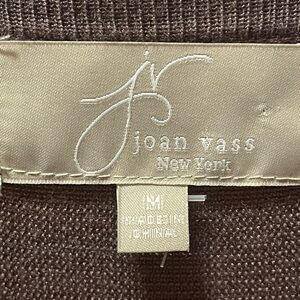 jv
joan vass
New York
M
MADE IN
CHINA